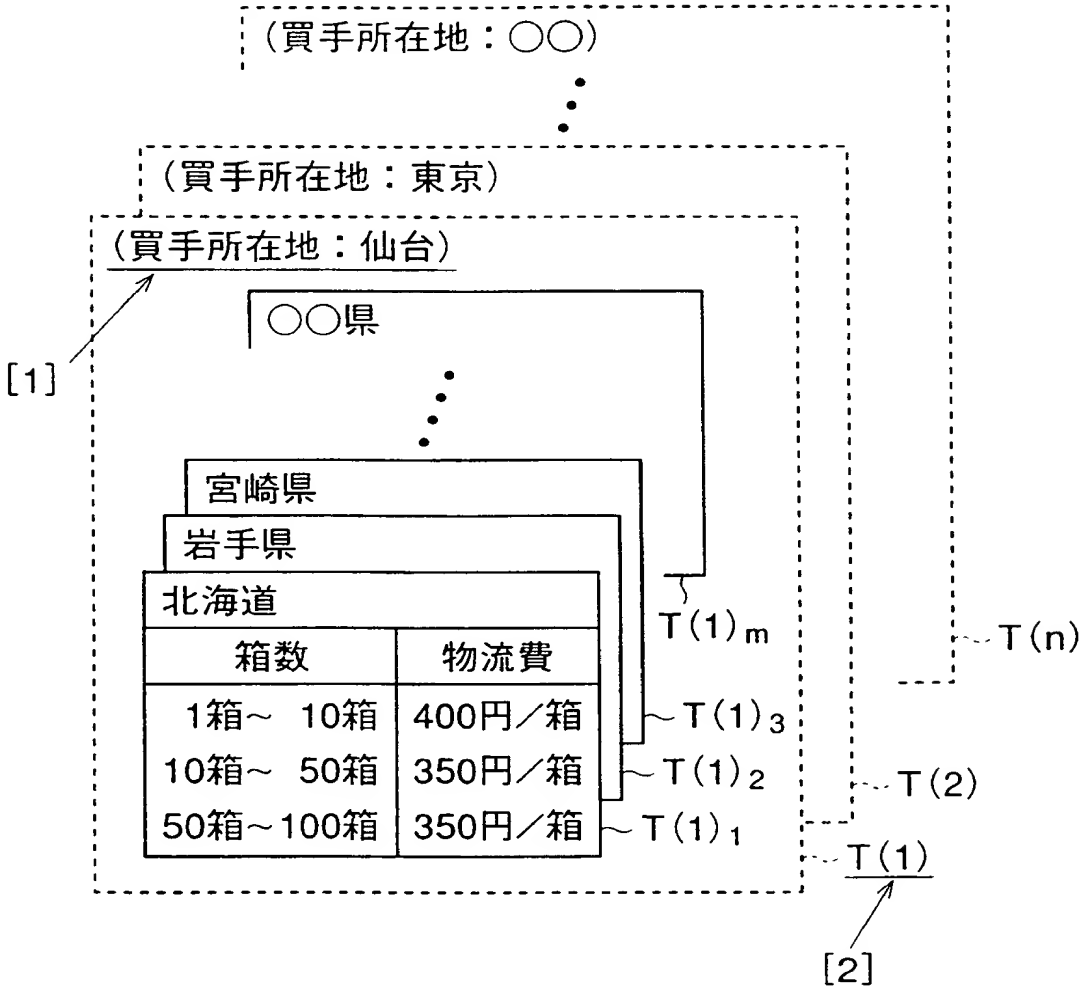 (買手所在地：○○)
(買手所在地：東京)
(買手所在地：仙台)
[1]
○○県
宮崎県
岩手県
北海道
箱数 物流費
1箱～ 10箱 400円／箱
10箱～ 50箱 350円／箱
50箱～100箱 350円／箱
T(1)m
T(n)
T(1)3
T(1)2
T(2)
T(1)1
T(1)
[2]